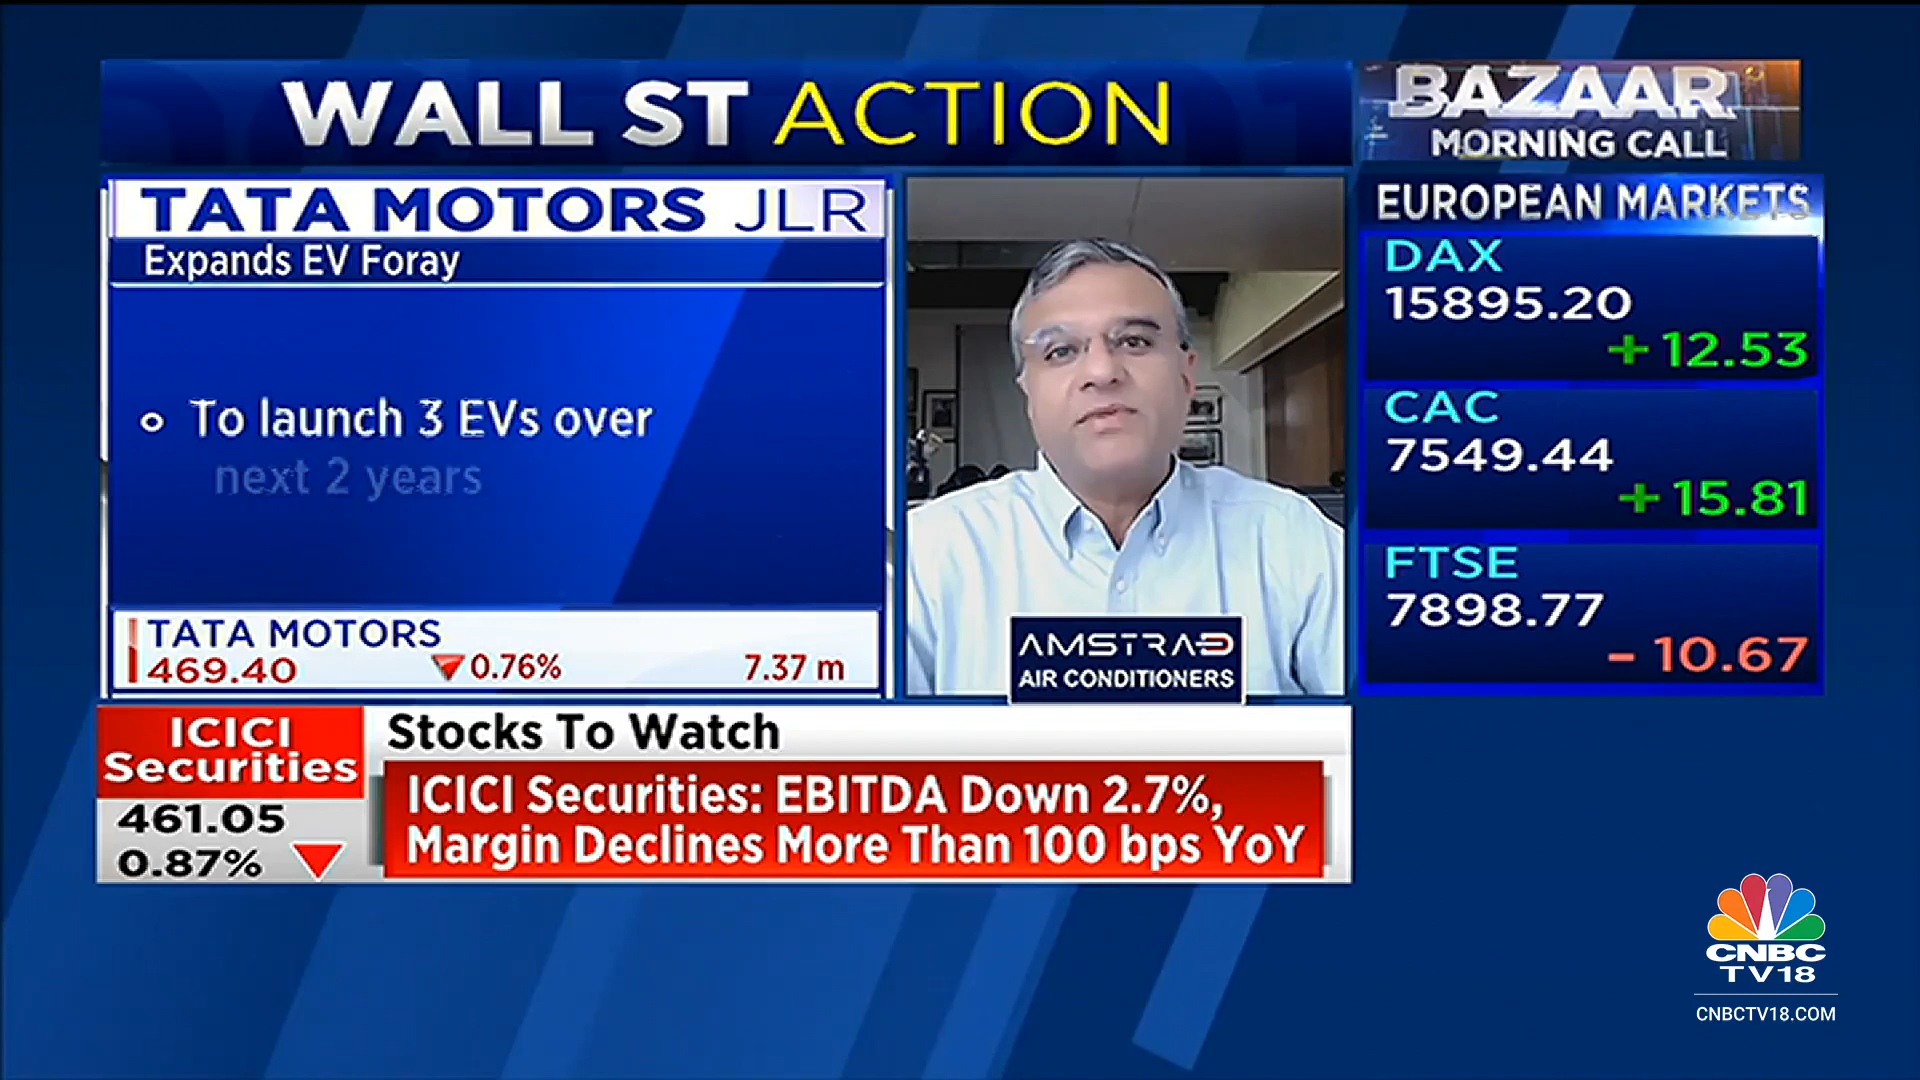 WALL ST ACTION
BAZAAR
MORNING CALL
TATA MOTORS JLR
Expands EV Foray
To launch 3 EVs over
next 2 years
TATA MOTORS
469.40 ▼ 0.76% 7.37 m
AMSTRAD
AIR CONDITIONERS
EUROPEAN MARKETS
DAX
15895.20
+ 12.53
CAC
7549.44
+ 15.81
FTSE
7898.77
- 10.67
ICICI
Securities
461.05
0.87% ▼
Stocks To Watch
ICICI Securities: EBITDA Down 2.7%,
Margin Declines More Than 100 bps YoY
CNBC
TV18
CNBCTV18.COM